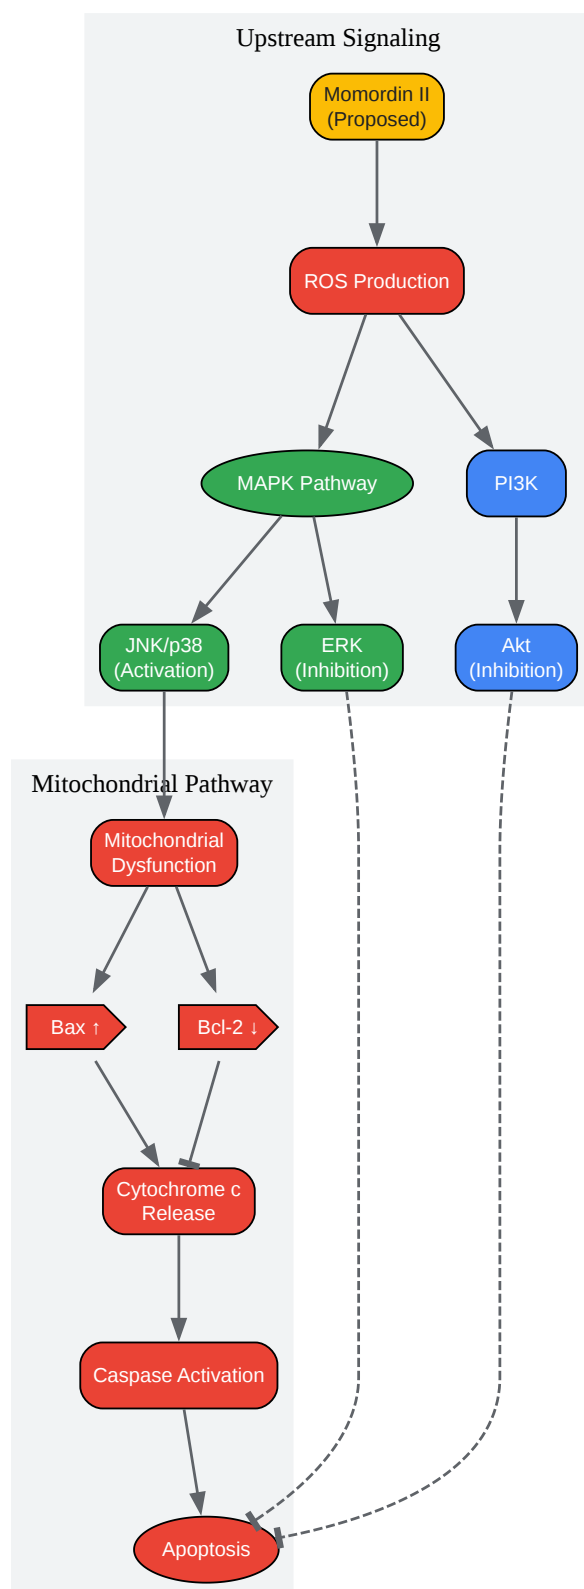 Upstream Signaling
Momordin II
(Proposed)
ROS Production
MAPK Pathway
PI3K
JNK/p38
(Activation)
ERK
(Inhibition)
Akt
(Inhibition)
Mitochondrial Pathway
Mitochondrial
Dysfunction
Bax ↑
Bcl-2 ↓
Cytochrome c
Release
Caspase Activation
Apoptosis